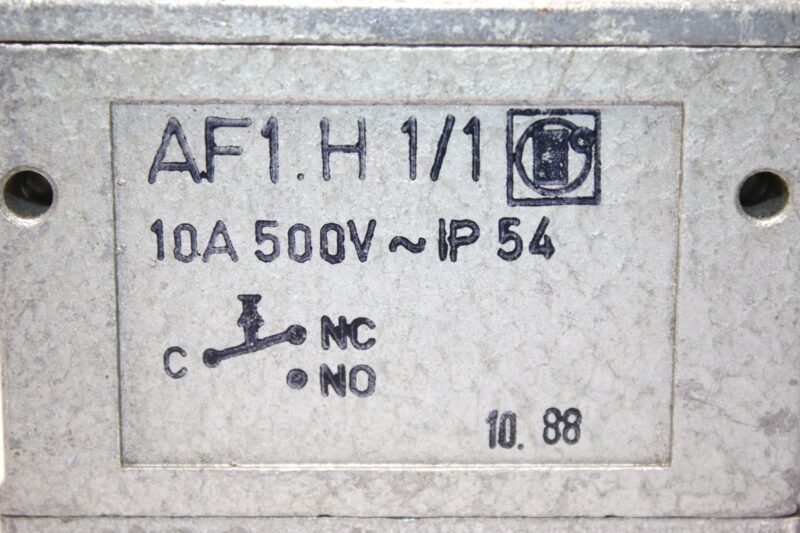 AF1.H 1/1
10A 500V ~ IP 54
NC
C
NO
10. 88